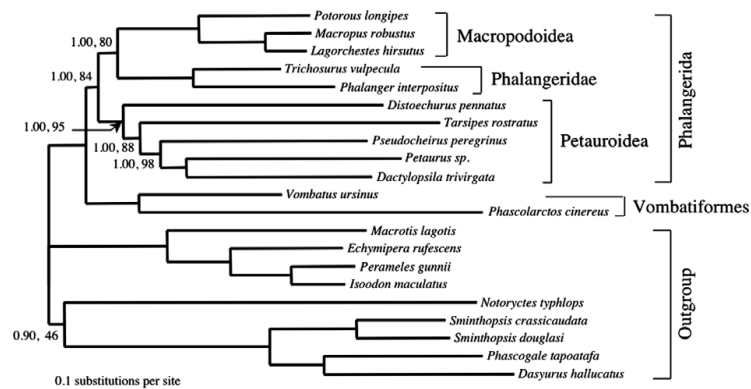 Potorous longipes
Macropus robustus
Lagorchestes hirsutus
Macropodoidea
1.00, 80
1.00, 84
Trichosurus vulpecula
Phalanger interpositus
Phalangeridae
Phalangerida
Distoechurus pennatus
Tarsipes rostratus
1.00, 95
1.00, 88
Pseudocheirus peregrinus
Petauroidea
1.00, 98
Petaurus sp.
Dactylopsila trivirgata
Vombatus ursinus
Phascolarctos cinereus
Vombatiformes
Macrotis lagotis
Echymipera rufescens
Perameles gunnii
Isoodon maculatus
Outgroup
Notoryctes typhlops
Sminthopsis crassicaudata
0.90, 46
Sminthopsis douglasi
Phascogale tapoatafa
Dasyurus hallucatus
0.1 substitutions per site